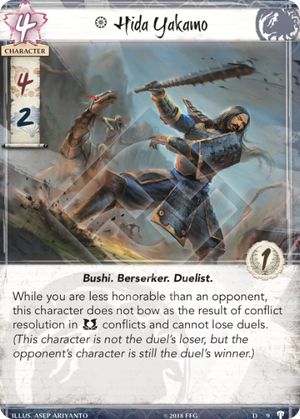 4
Hida Yakamo
CHARACTER
4
2
Bushi. Berserker. Duelist.
1
While you are less honorable than an opponent,
this character does not bow as the result of conflict
resolution in conflicts and cannot lose duels.
(This character is not the duel's loser, but the
opponent's character is still the duel's winner.)
ILLUS. ASEP ARIYANTO
©2018 FFG
D 9